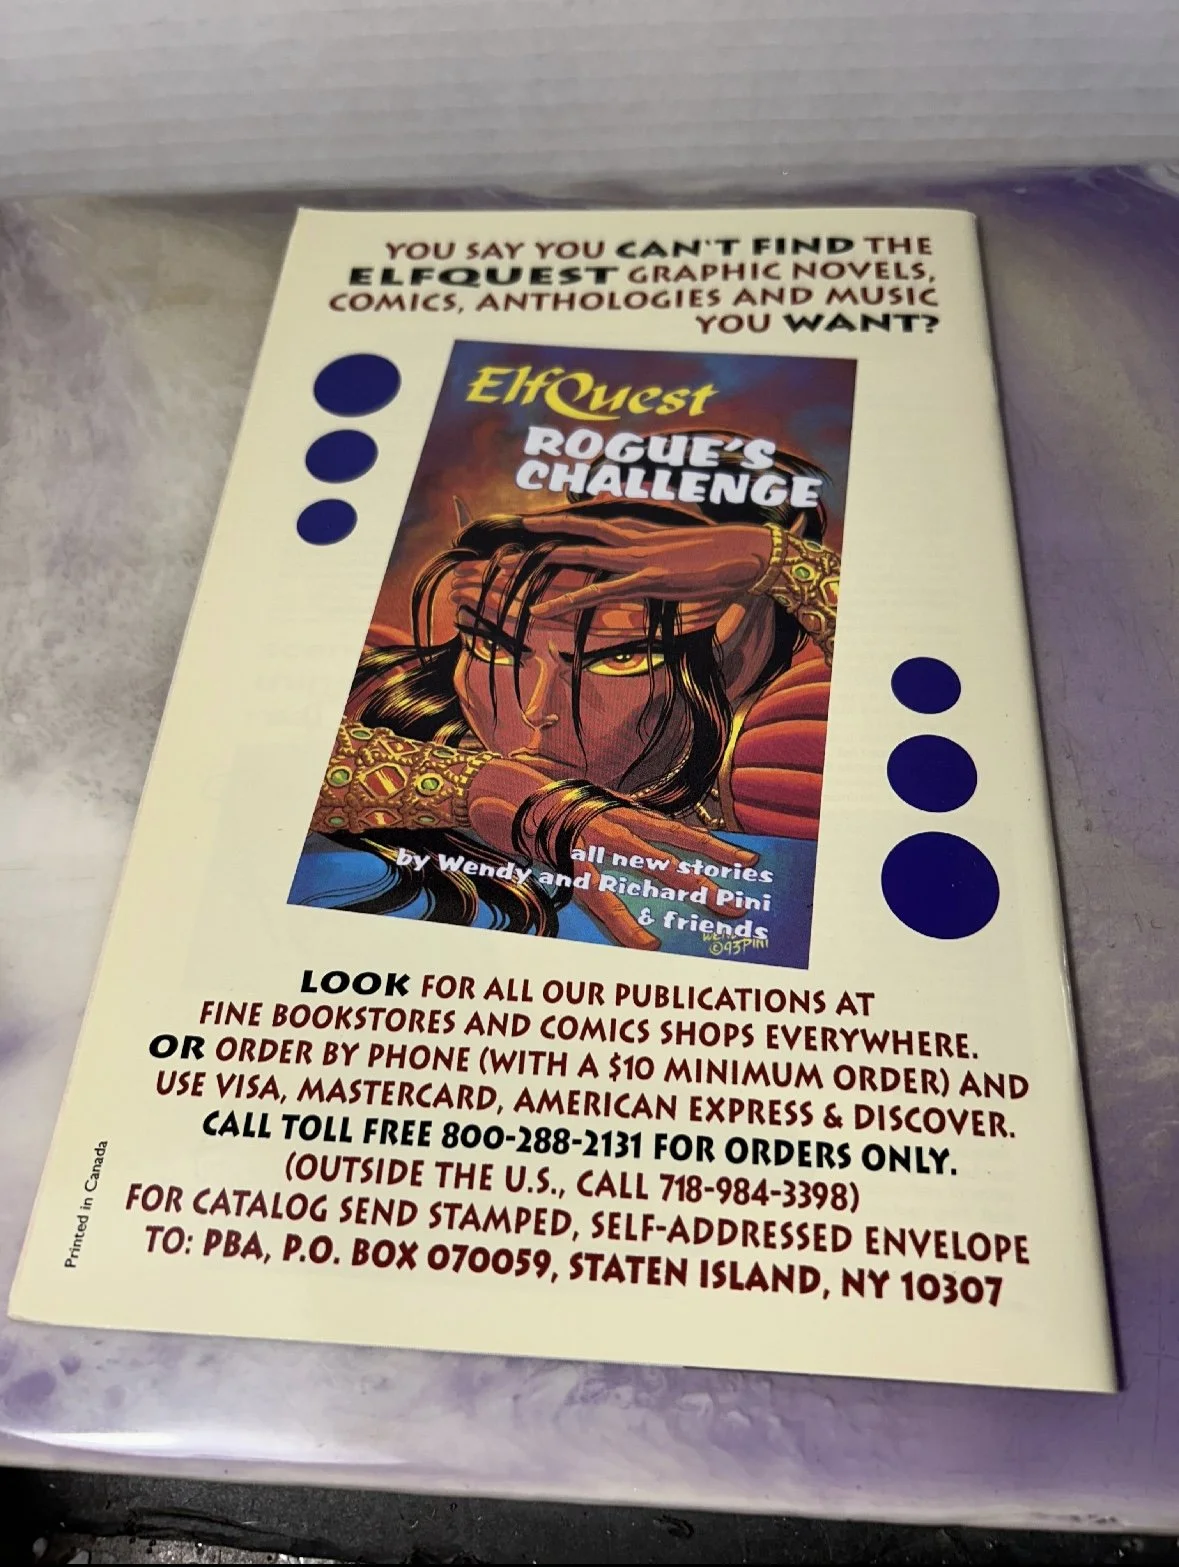 YOU SAY YOU CAN'T FIND THE
ELFQUEST GRAPHIC NOVELS,
COMICS, ANTHOLOGIES AND MUSIC
YOU WANT?
ElfQuest
ROGUE'S
CHALLENGE
all new stories
by Wendy and Richard Pini
& friends
©93 PINI
LOOK FOR ALL OUR PUBLICATIONS AT
FINE BOOKSTORES AND COMICS SHOPS EVERYWHERE.
OR ORDER BY PHONE (WITH A $10 MINIMUM ORDER) AND
USE VISA, MASTERCARD, AMERICAN EXPRESS & DISCOVER.
CALL TOLL FREE 800-288-2131 FOR ORDERS ONLY.
(OUTSIDE THE U.S., CALL 718-984-3398)
FOR CATALOG SEND STAMPED, SELF-ADDRESSED ENVELOPE
TO: PBA, P.O. BOX 070059, STATEN ISLAND, NY 10307
Printed in Canada